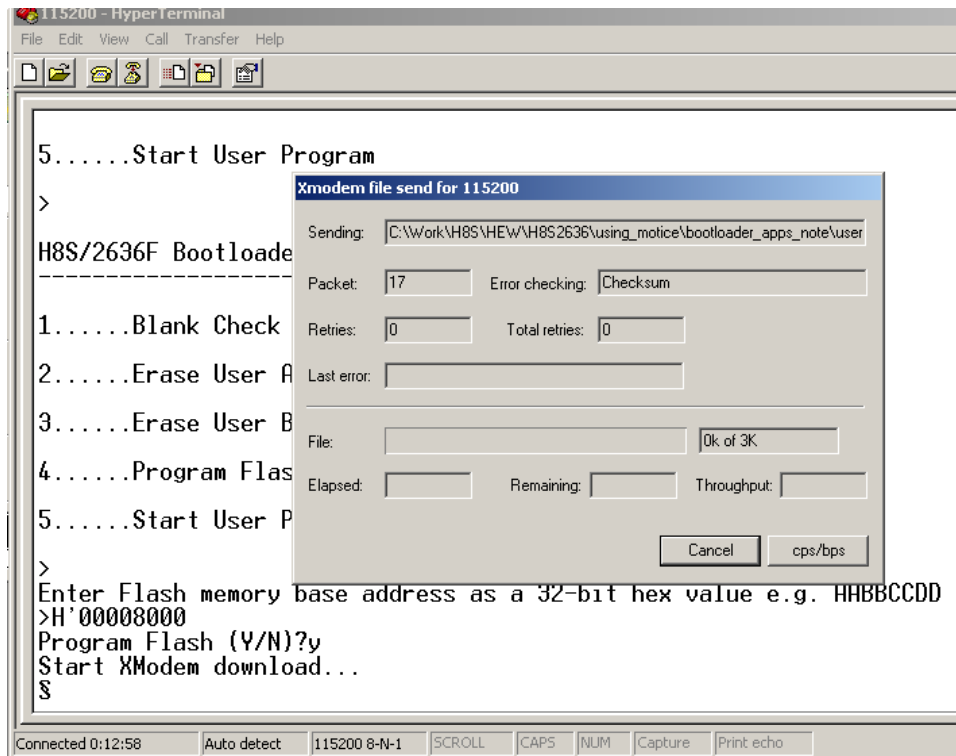 115200 - HyperTerminal
File Edit View Call Transfer Help
5......Start User Program
>
H8S/2636F Bootloade
--------------------
1......Blank Check
2......Erase User A
3......Erase User B
4......Program Flas
5......Start User P
>
Enter Flash memory base address as a 32-bit hex value e.g. AABBCCDD
>H'00008000
Program Flash (Y/N)?y
Start XModem download...
§
Xmodem file send for 115200
Sending: C:\Work\H8S\HEW\H8S2636\using_motice\bootloader_apps_note\user
Packet: 17 Error checking: Checksum
Retries: 0 Total retries: 0
Last error:
File: 0k of 3K
Elapsed: Remaining: Throughput:
Cancel cps/bps
Connected 0:12:58 Auto detect 115200 8-N-1 SCROLL CAPS NUM Capture Print echo